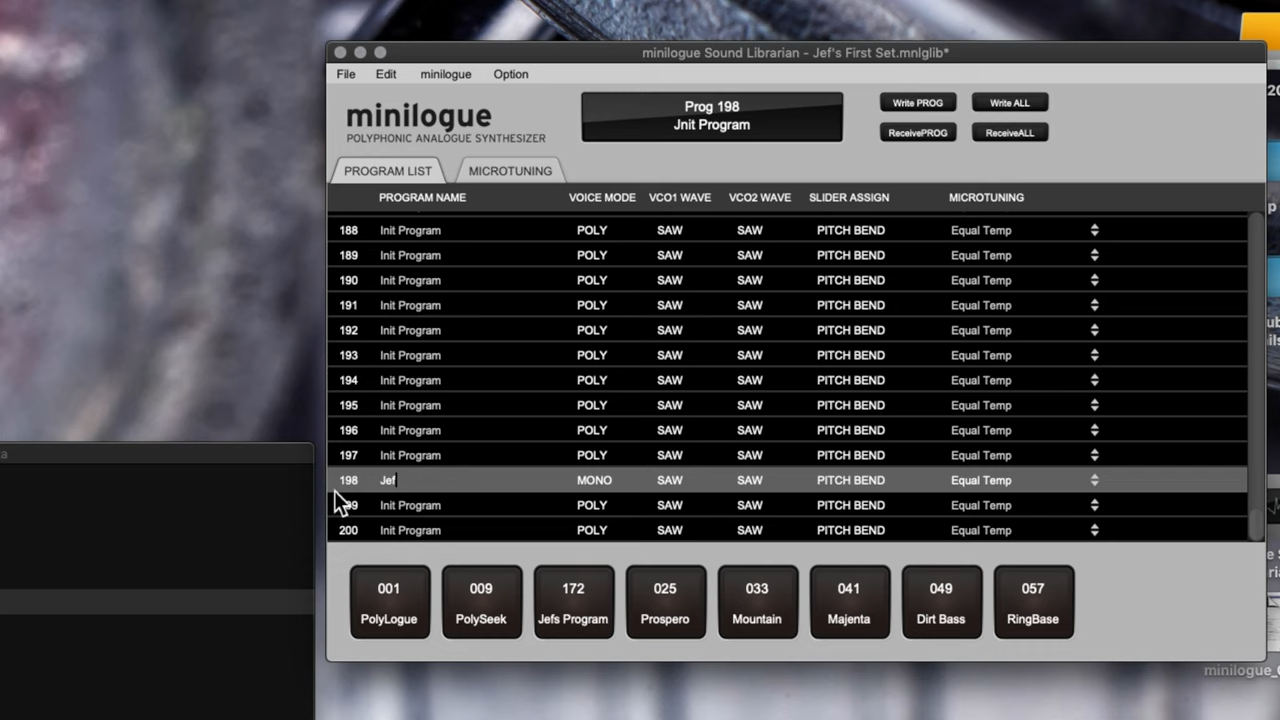 minilogue Sound Librarian - Jef's First Set.mnlglib*
File Edit minilogue Option
minilogue
POLYPHONIC ANALOGUE SYNTHESIZER
Prog 198
Jnit Program
Write PROG Write ALL
ReceivePROG ReceiveALL
PROGRAM LIST MICROTUNING
PROGRAM NAME VOICE MODE VCO1 WAVE VCO2 WAVE SLIDER ASSIGN MICROTUNING
188 Init Program POLY SAW SAW PITCH BEND Equal Temp
189 Init Program POLY SAW SAW PITCH BEND Equal Temp
190 Init Program POLY SAW SAW PITCH BEND Equal Temp
191 Init Program POLY SAW SAW PITCH BEND Equal Temp
192 Init Program POLY SAW SAW PITCH BEND Equal Temp
193 Init Program POLY SAW SAW PITCH BEND Equal Temp
194 Init Program POLY SAW SAW PITCH BEND Equal Temp
195 Init Program POLY SAW SAW PITCH BEND Equal Temp
196 Init Program POLY SAW SAW PITCH BEND Equal Temp
197 Init Program POLY SAW SAW PITCH BEND Equal Temp
198 Jef MONO SAW SAW PITCH BEND Equal Temp
199 Init Program POLY SAW SAW PITCH BEND Equal Temp
200 Init Program POLY SAW SAW PITCH BEND Equal Temp
001 009 172 025 033 041 049 057
PolyLogue PolySeek Jefs Program Prospero Mountain Majenta Dirt Bass RingBase